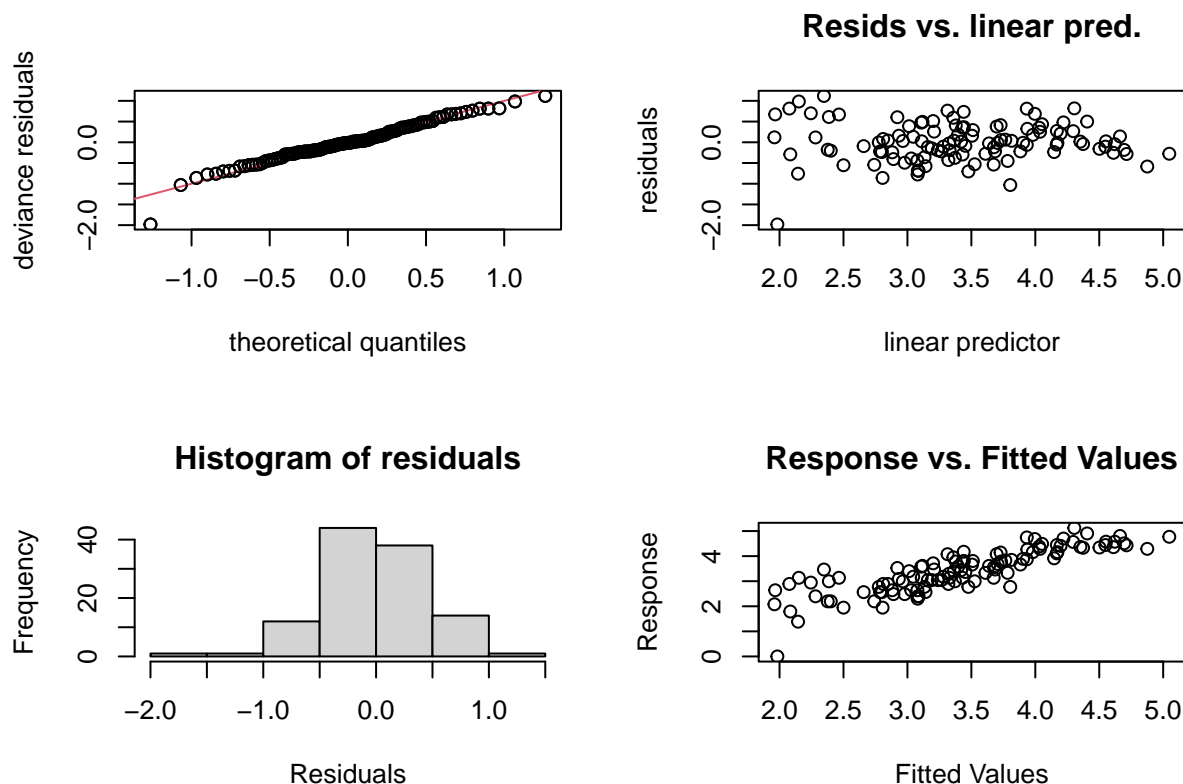 deviance residuals
0.0
−2.0
−1.0 −0.5 0.0 0.5 1.0
theoretical quantiles
Resids vs. linear pred.
residuals
0.0
−2.0
2.0 2.5 3.0 3.5 4.0 4.5 5.0
linear predictor
Histogram of residuals
Frequency
40
20
0
−2.0 −1.0 0.0 1.0
Residuals
Response vs. Fitted Values
Response
4
2
0
2.0 2.5 3.0 3.5 4.0 4.5 5.0
Fitted Values